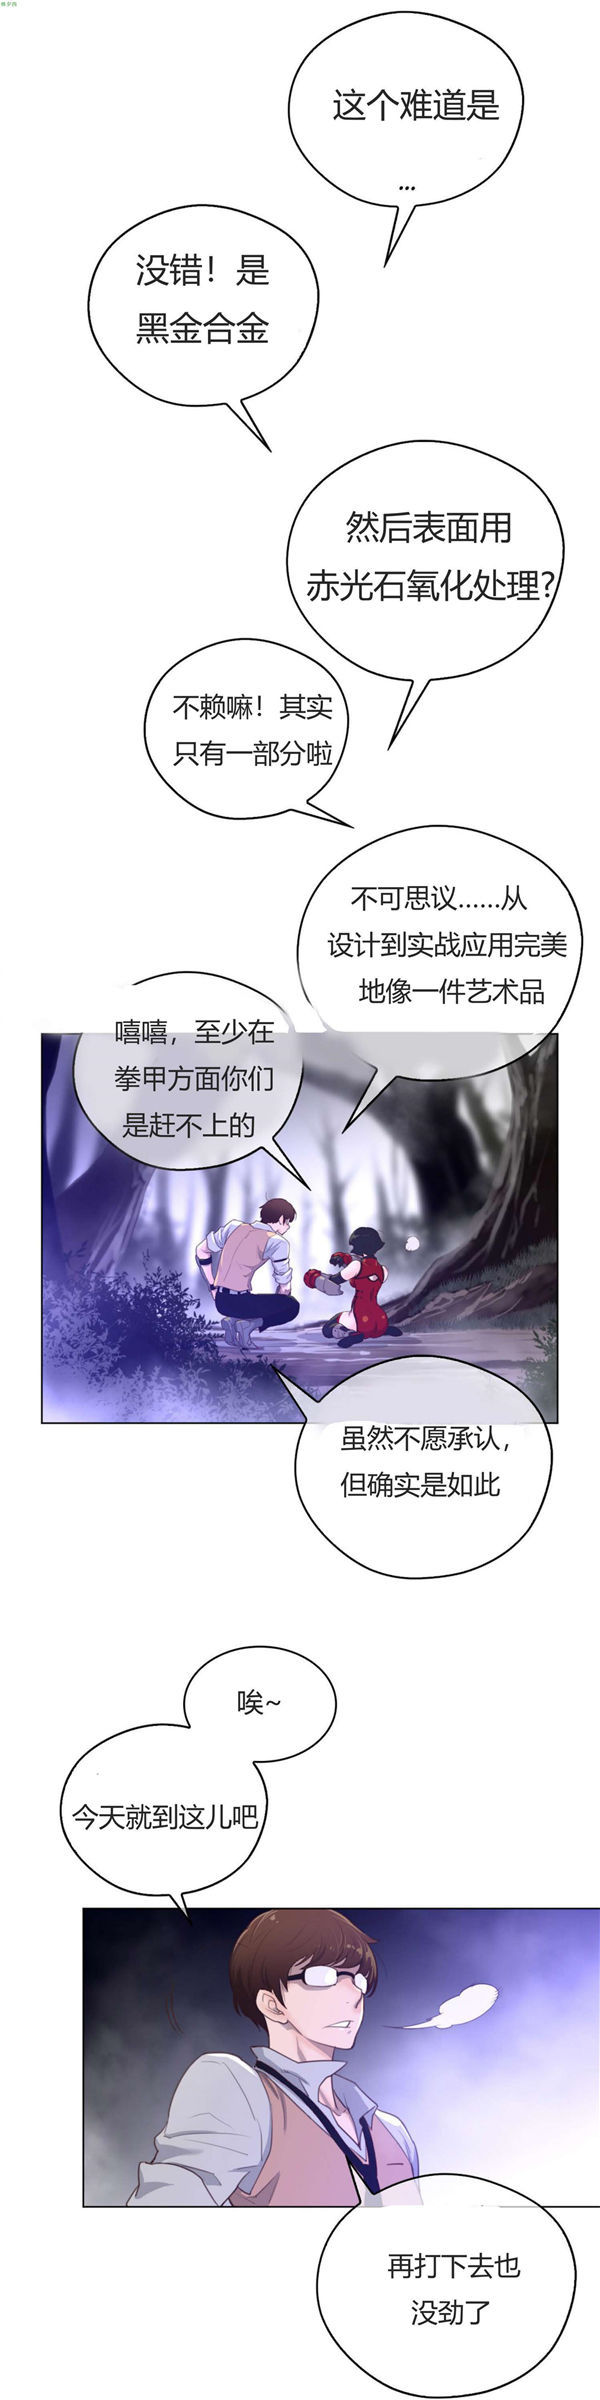 这个难道是
...
没错！是
黑金合金
然后表面用
赤光石氧化处理?
不赖嘛！其实
只有一部分啦
不可思议……从
设计到实战应用完美
地像一件艺术品
嘻嘻，至少在
拳甲方面你们
是赶不上的
虽然不愿承认，
但确实是如此
唉~
今天就到这儿吧
再打下去也
没劲了